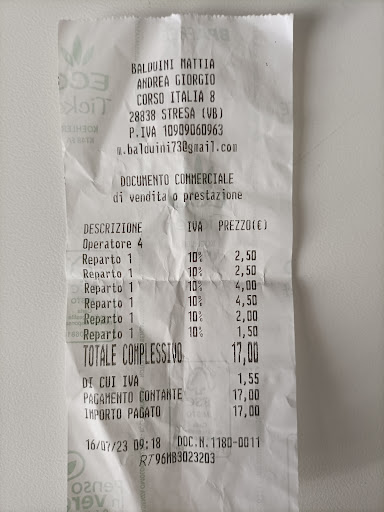 BALDUINI MATTIA
ANDREA GIORGIO
CORSO ITALIA 8
28838 STRESA (VB)
P.IVA 10909060963
m.balduini73@gmail.com
DOCUMENTO COMMERCIALE
di vendita o prestazione
DESCRIZIONE IVA PREZZO(€)
Operatore 4
Reparto 1 10% 2,50
Reparto 1 10% 2,50
Reparto 1 10% 4,00
Reparto 1 10% 4,50
Reparto 1 10% 2,00
Reparto 1 10% 1,50
TOTALE COMPLESSIVO 17,00
DI CUI IVA 1,55
PAGAMENTO CONTANTE 17,00
IMPORTO PAGATO 17,00
16/07/23 09:18 DOC.N.1180-0011
RT 96MB3023203